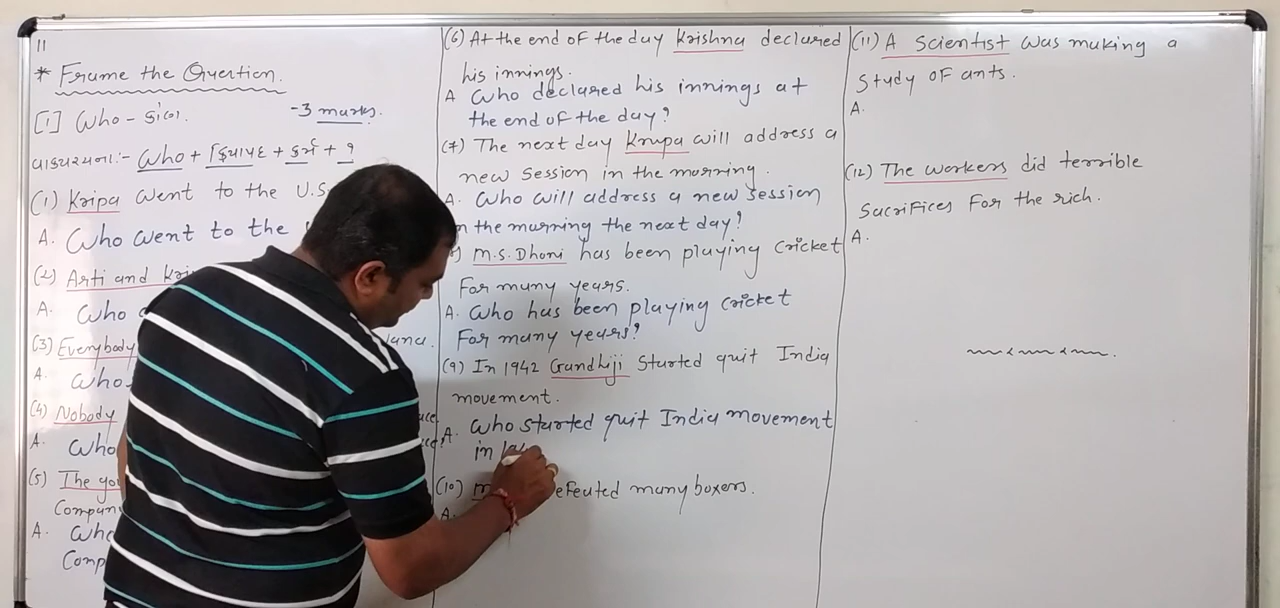 11
* Frame the Question.
[1] Who - કોણ. - 3 marks.
વાક્યરચના:- Who + ક્રિયાપદ + કર્મ + ?
(1) Kripa went to the U.S
A. Who went to the
(2) Arti and
A. Who
(3) Everybody
A. Who
(4) Nobody
A. Who
(5) The
Company
A. Who
Comp
(6) At the end of the day Krishna declared
his innings.
A Who declared his innings at
the end of the day?
(7) The next day Krupa will address a
new session in the morning.
A. Who will address a new session
in the morning the next day?
M.S. Dhoni has been playing cricket
For many years.
A. Who has been playing cricket
For many years?
(9) In 1942 Gandhiji started quit India
movement.
A. Who started quit India movement
in
(10) defeated many boxers.
A.
(11) A scientist was making a
study of ants.
A.
(12) The workers did terrible
sacrifices for the rich.
A.